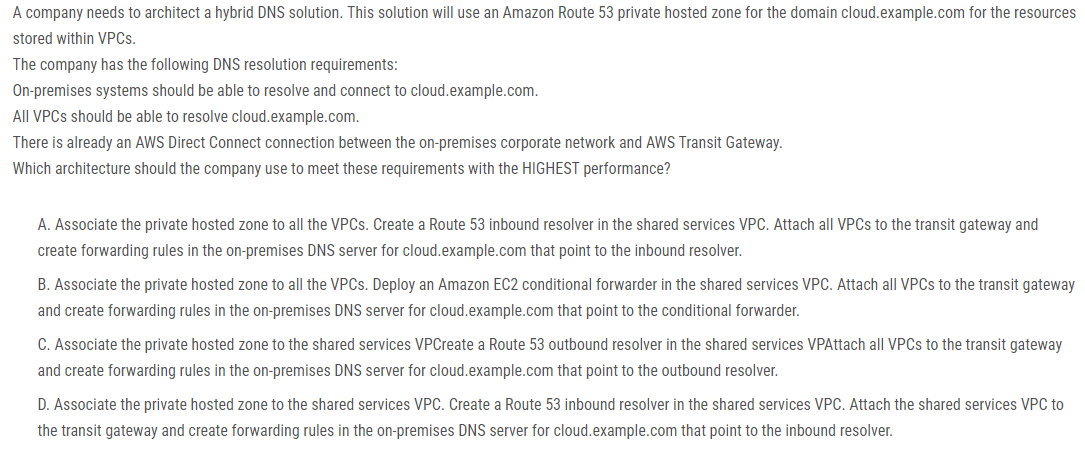 A company needs to architect a hybrid DNS solution. This solution will use an Amazon Route 53 private hosted zone for the domain cloud.example.com for the resources
stored within VPCs.
The company has the following DNS resolution requirements:
On-premises systems should be able to resolve and connect to cloud.example.com.
All VPCs should be able to resolve cloud.example.com.
There is already an AWS Direct Connect connection between the on-premises corporate network and AWS Transit Gateway.
Which architecture should the company use to meet these requirements with the HIGHEST performance?
A. Associate the private hosted zone to all the VPCs. Create a Route 53 inbound resolver in the shared services VPC. Attach all VPCs to the transit gateway and
create forwarding rules in the on-premises DNS server for cloud.example.com that point to the inbound resolver.
B. Associate the private hosted zone to all the VPCs. Deploy an Amazon EC2 conditional forwarder in the shared services VPC. Attach all VPCs to the transit gateway
and create forwarding rules in the on-premises DNS server for cloud.example.com that point to the conditional forwarder.
C. Associate the private hosted zone to the shared services VPCreate a Route 53 outbound resolver in the shared services VPAttach all VPCs to the transit gateway
and create forwarding rules in the on-premises DNS server for cloud.example.com that point to the outbound resolver.
D. Associate the private hosted zone to the shared services VPC. Create a Route 53 inbound resolver in the shared services VPC. Attach the shared services VPC to
the transit gateway and create forwarding rules in the on-premises DNS server for cloud.example.com that point to the inbound resolver.